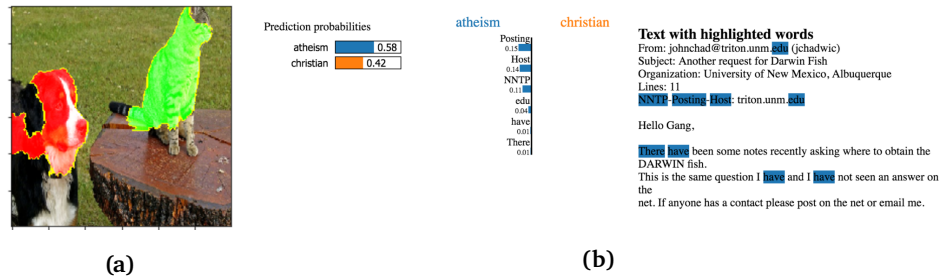 Prediction probabilities
atheism 0.58
christian 0.42
atheism christian
Posting
0.15
Host
0.14
NNTP
0.11
edu
0.04
have
0.01
There
0.01
Text with highlighted words
From: johnchad@triton.unm.edu (jchadwic)
Subject: Another request for Darwin Fish
Organization: University of New Mexico, Albuquerque
Lines: 11
NNTP-Posting-Host: triton.unm.edu
Hello Gang,
There have been some notes recently asking where to obtain the
DARWIN fish.
This is the same question I have and I have not seen an answer on
the
net. If anyone has a contact please post on the net or email me.
(a)
(b)